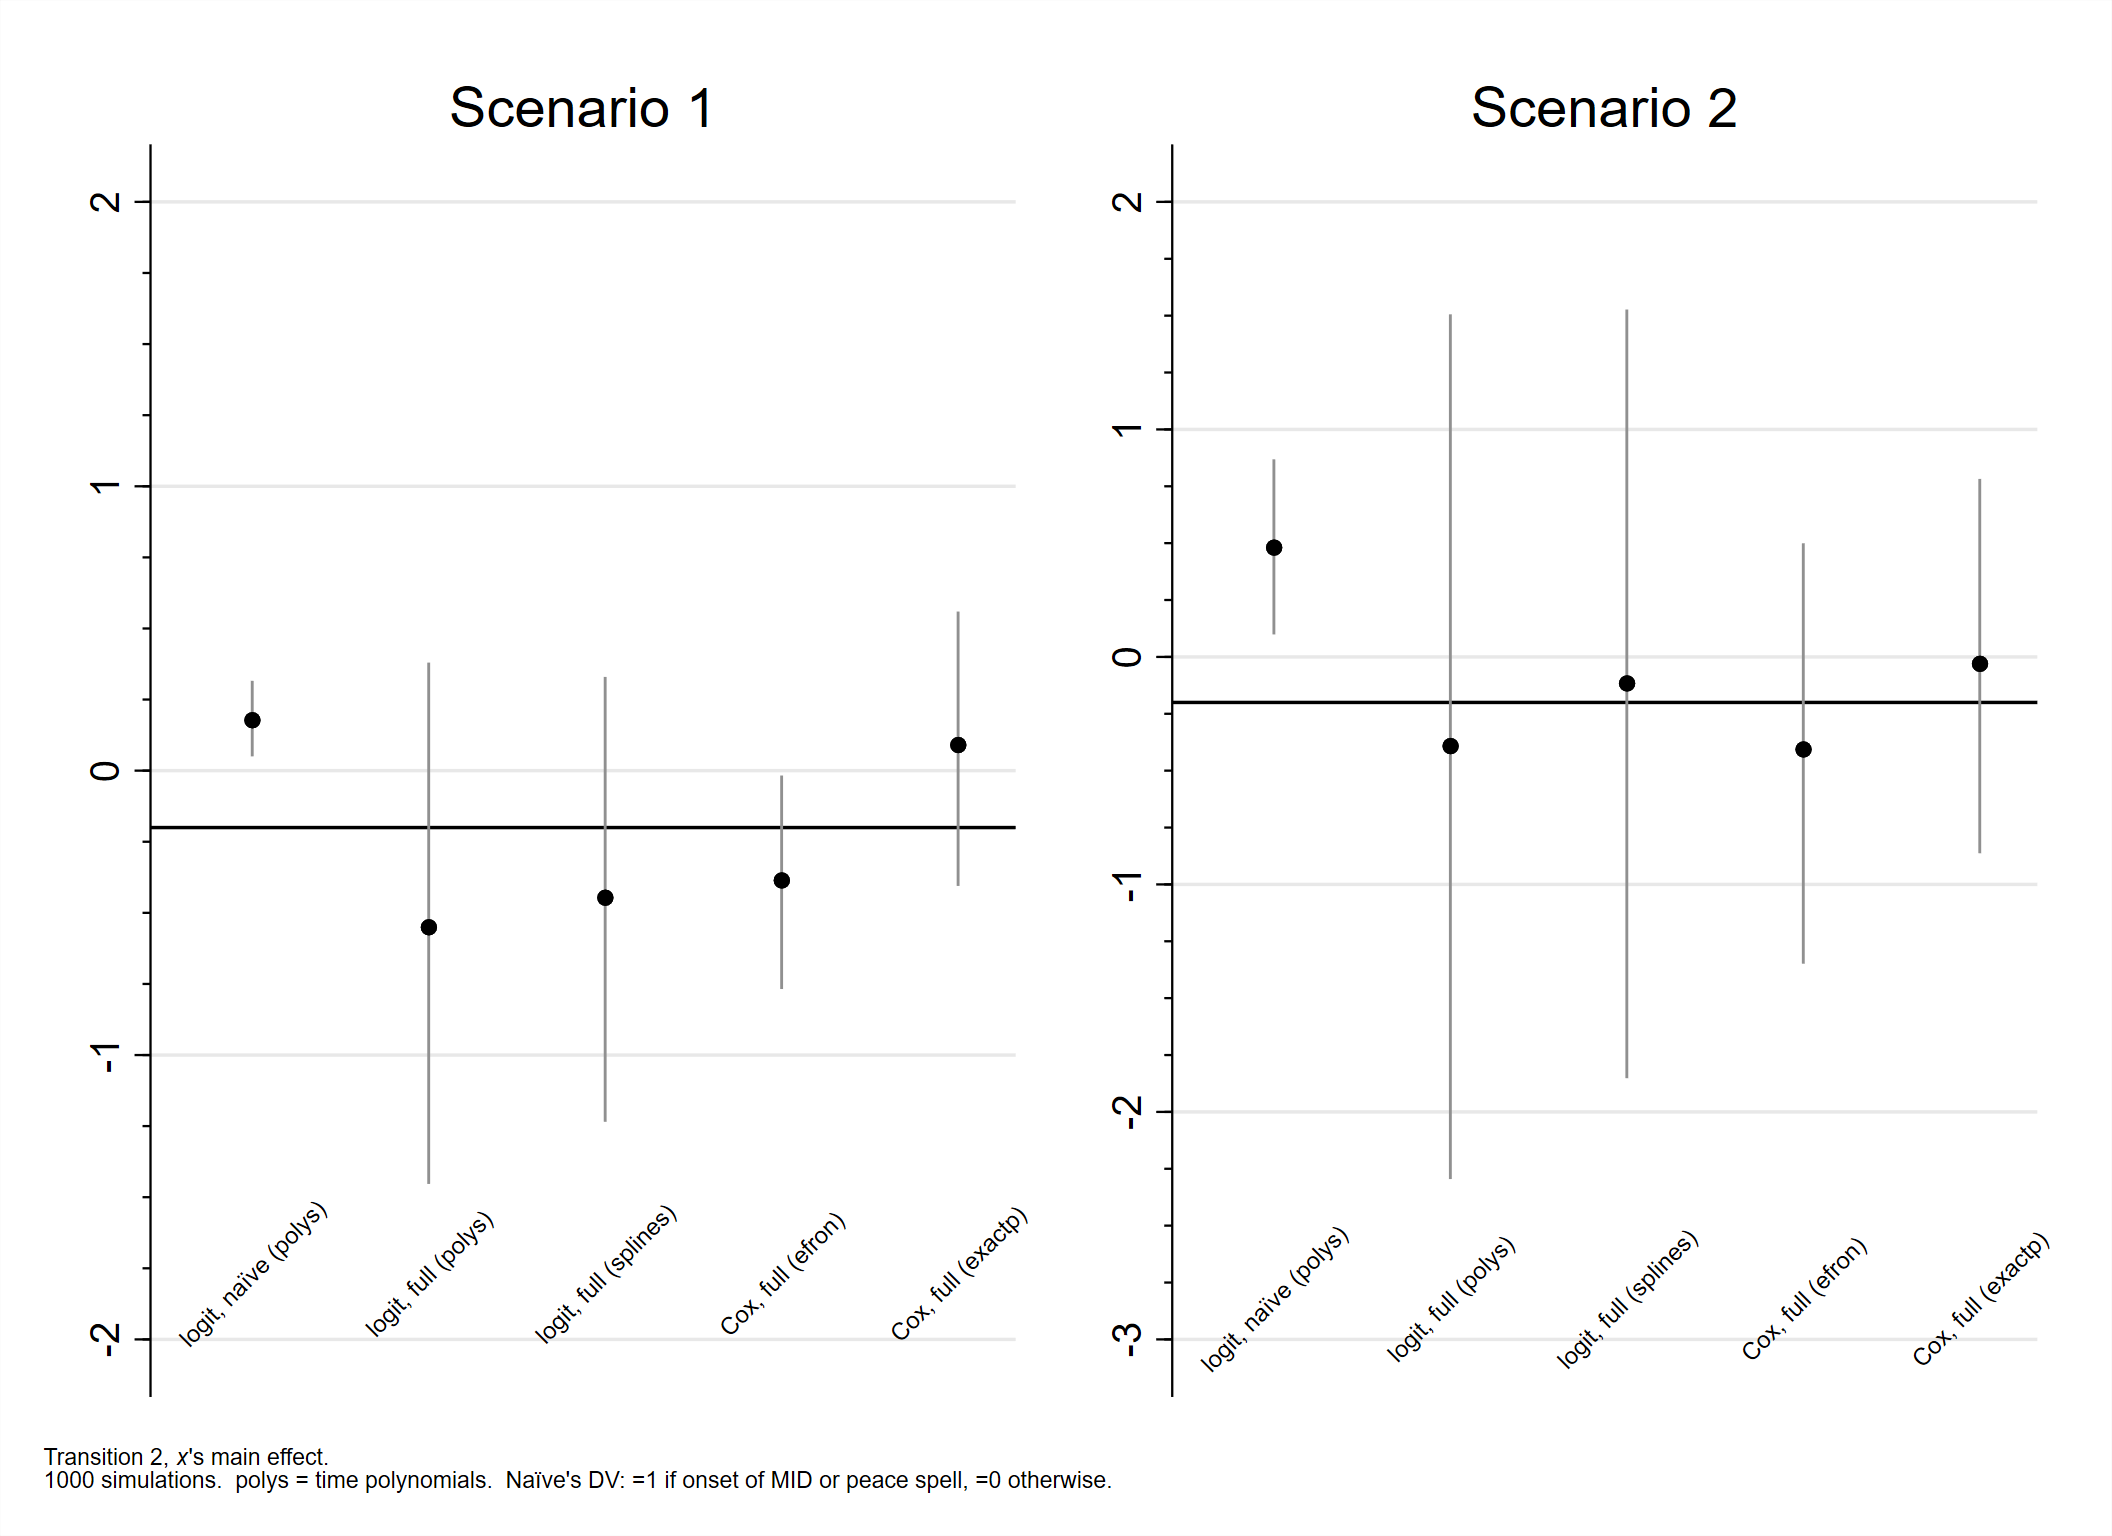 Scenario 1
2
1
0
-1
-2
logit, naïve (polys)
logit, full (polys)
logit, full (splines)
Cox, full (efron)
Cox, full (exactp)
Scenario 2
2
1
0
-1
-2
-3
logit, naïve (polys)
logit, full (polys)
logit, full (splines)
Cox, full (efron)
Cox, full (exactp)
Transition 2, x's main effect.
1000 simulations.  polys = time polynomials.  Naïve's DV: =1 if onset of MID or peace spell, =0 otherwise.